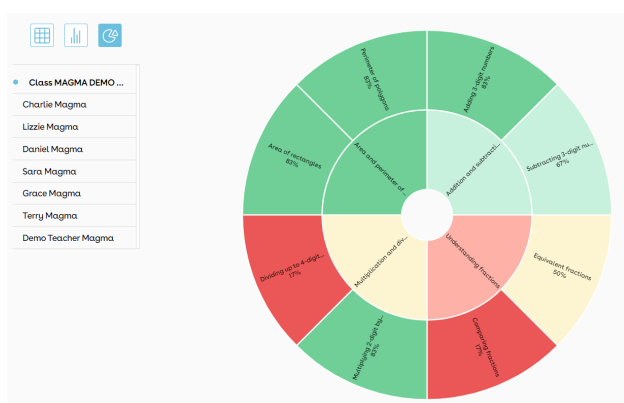 Class MAGMA DEMO ...
Charlie Magma
Lizzie Magma
Daniel Magma
Sara Magma
Grace Magma
Terry Magma
Demo Teacher Magma
Perimeter of polygons
83%
Adding 3-digit numbers
83%
Area of rectangles
83%
Area and perimeter of...
Addition and subtracti...
Subtracting 3-digit nu...
67%
Dividing up to 4-digit...
17%
Multiplication and div...
Understanding fractions
Equivalent fractions
50%
Multiplying 2-digit by...
83%
Comparing fractions
17%